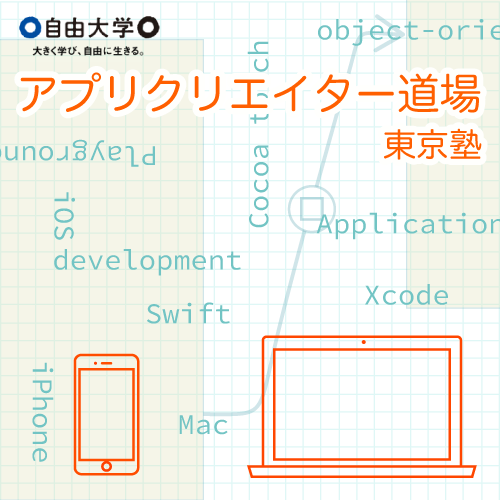 自由大学
大きく学び、自由に生きる。
object-orie
アプリクリエイター道場
東京塾
Cocoa touch
Playgroun
iOS
Application
development
Xcode
Swift
iPhone
Mac